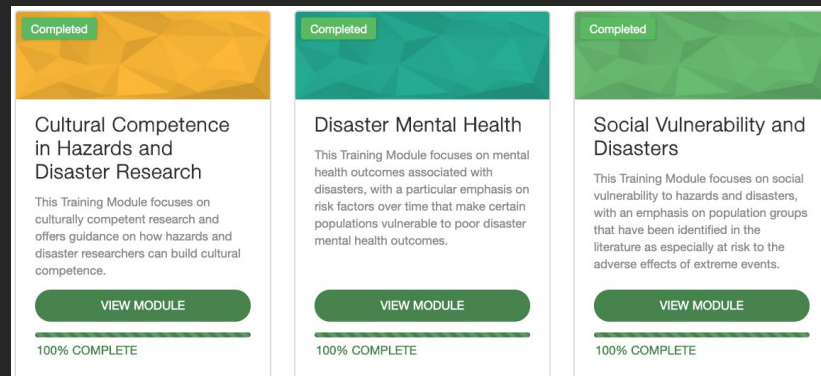 Completed
Cultural Competence
in Hazards and
Disaster Research
This Training Module focuses on
culturally competent research and
offers guidance on how hazards and
disaster researchers can build cultural
competence.
VIEW MODULE
100% COMPLETE
Completed
Disaster Mental Health
This Training Module focuses on mental
health outcomes associated with
disasters, with a particular emphasis on
risk factors over time that make certain
populations vulnerable to poor disaster
mental health outcomes.
VIEW MODULE
100% COMPLETE
Completed
Social Vulnerability and
Disasters
This Training Module focuses on social
vulnerability to hazards and disasters,
with an emphasis on population groups
that have been identified in the
literature as especially at risk to the
adverse effects of extreme events.
VIEW MODULE
100% COMPLETE